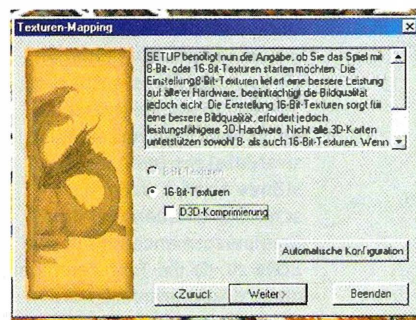 Texturen-Mapping
SETUP benötigt nun die Angabe, ob Sie das Spiel mit
8-Bit- oder 16-Bit-Texturen starten möchten. Die
Einstellung 8-Bit-Texturen liefert eine bessere Leistung
auf älterer Hardware, beeinträchtigt die Bildqualität
jedoch leicht. Die Einstellung 16-Bit-Texturen sorgt für
eine bessere Bildqualität, erfordert jedoch
leistungsfähigere 3D-Hardware. Nicht alle 3D-Karten
unterstützen sowohl 8- als auch 16-Bit-Texturen. Wenn
8-Bit-Texturen
16-Bit-Texturen
D3D-Komprimierung
Automatische Konfiguration
<Zurück Weiter> Beenden